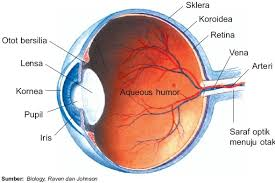 Sklera
Koroidea
Retina
Vena
Arteri
Otot bersilia
Lensa
Kornea
Pupil
Iris
Aqueous humor
Saraf optik
menuju otak
Sumber: Biology, Raven dan Johnson